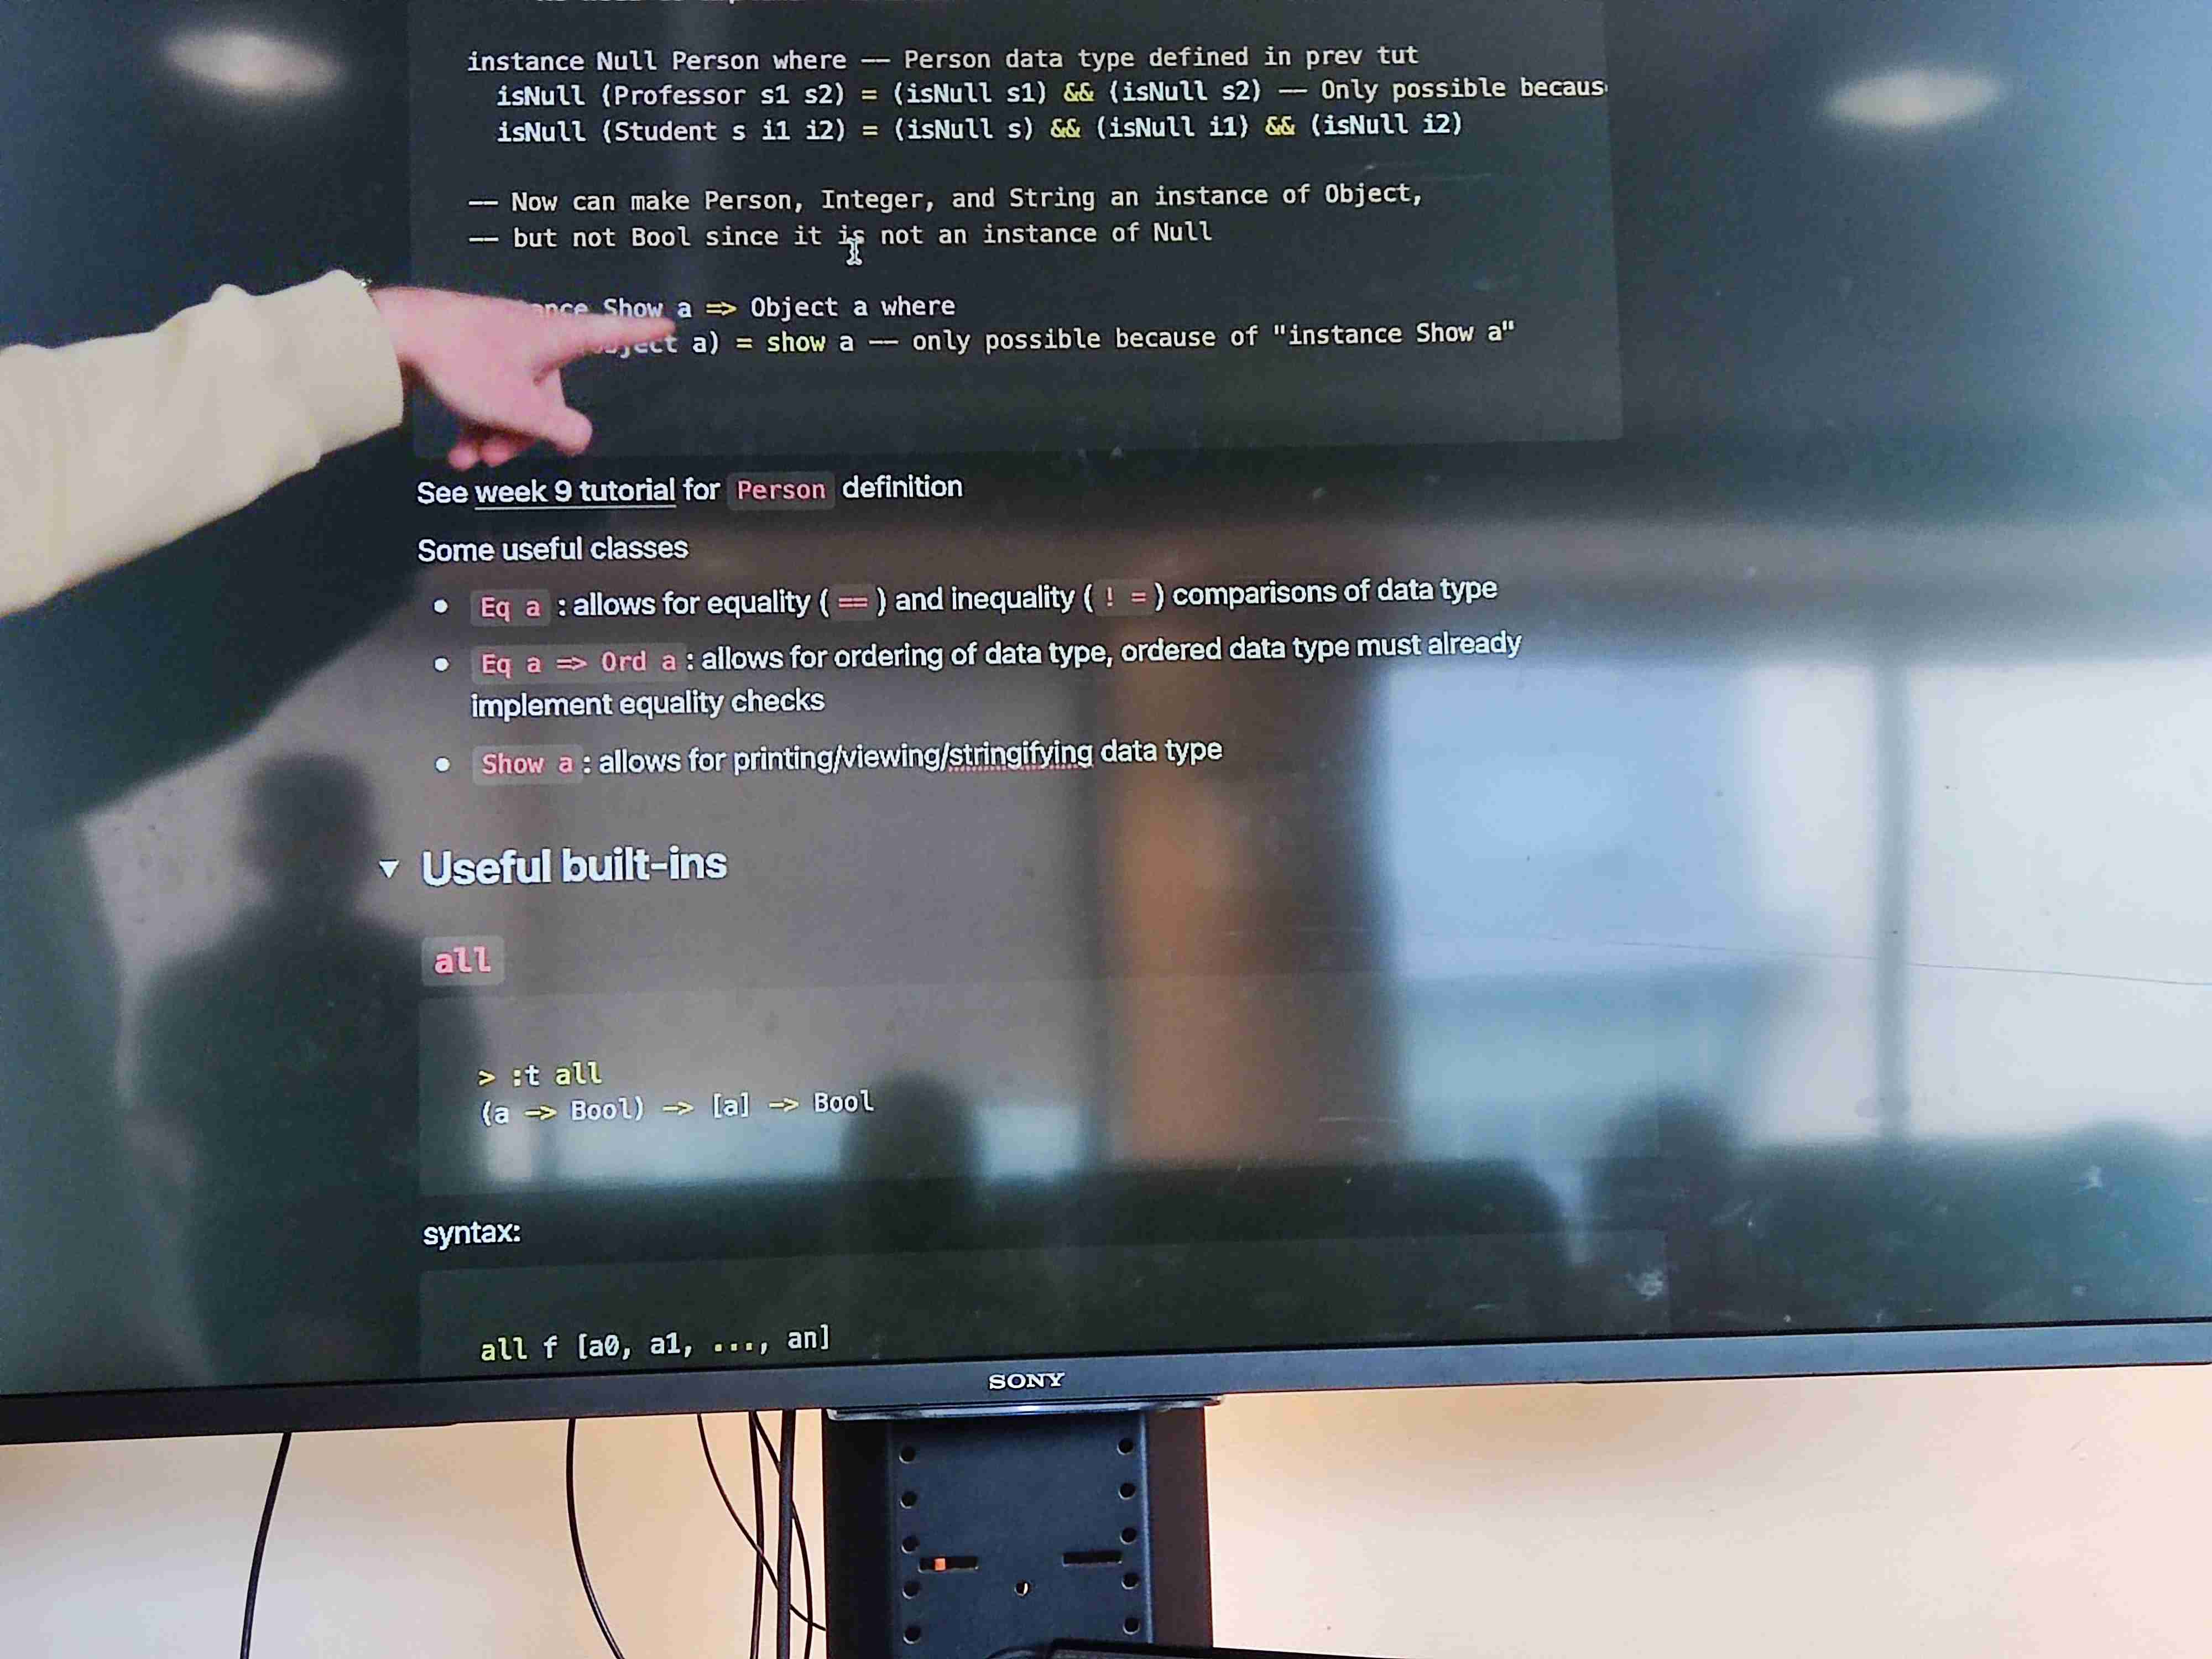 instance Null Person where -- Person data type defined in prev tut
isNull (Professor s1 s2) = (isNull s1) && (isNull s2) -- Only possible becaus
isNull (Student s i1 i2) = (isNull s) && (isNull i1) && (isNull i2)
-- Now can make Person, Integer, and String an instance of Object,
-- but not Bool since it is not an instance of Null
Show a => Object a where
a) = show a -- only possible because of "instance Show a"
See week 9 tutorial for Person definition
Some useful classes
• Eq a : allows for equality ( == ) and inequality ( ! = ) comparisons of data type
• Eq a => Ord a : allows for ordering of data type, ordered data type must already
implement equality checks
• Show a : allows for printing/viewing/stringifying data type
▼ Useful built-ins
all
> :t all
(a -> Bool) -> [a] -> Bool
syntax:
all f [a0, a1, ..., an]
SONY